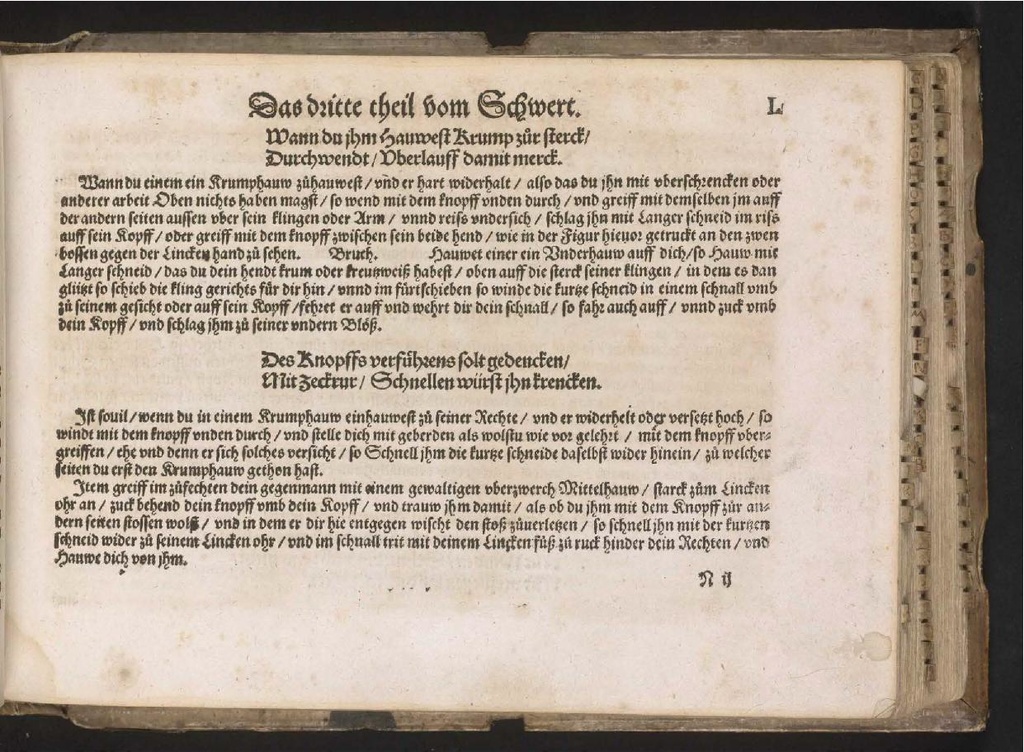 Das dritte theil vom Schwert.
L
Wann du jhm Hauwest Krump zůr sterck/
Durchwendt / Vberlauff damit merck.
Wann du einem ein Krumphauw zůhauwest / vnd er hart widerhalt / also das du jhn mit vberschrencken oder
anderer arbeit Oben nichts haben magst / so wend mit dem knopff vnden durch / vnd greiff mit demselben jm auff
der andern seiten aussen vber sein klingen oder Arm / vnnd reiss vndersich / schlag jhn mit Langer schneid im riss
auff sein Kopff / oder greiff mit dem knopff zwischen sein beide hend / wie in der Figur hieuor getruckt an den zwen
bossen gegen der Lincken hand zů sehen. Bruch. Hauwet einer ein Vnderhauw auff dich/so Hauw mit
Langer schneid / das du dein hendt krum oder kreutzweiß habest / oben auff die sterck seiner klingen / in dem es dan
glützt so schieb die kling gerichts für dir hin / vnnd im fürtschieben so winde die kurtze schneid in einem schnall vmb
zů seinem gesicht oder auff sein Kopff /kehret er auff vnd wehrt dir dein schnall / so fahr auch auff / vnnd zuck vmb
dein Kopff / vnd schlag jhm zů seiner vndern Blöß.
Des Knopffs verführens solt gedencken/
Mit Zeckrur / Schnellen würst jhn krencken.
Ist souil / wenn du in einem Krumphauw einhauwest zů seiner Rechte / vnd er widerhelt oder versetzt hoch / so
windt mit dem knopff vnden durch / vnd stelle dich mit geberden als wolstu wie vor gelehrt / mit dem knopff vber-
greiffen / ehe vnd denn er sich solches versicht / so Schnell jhm die kurtze schneide daselbst wider hinein / zů welcher
seiten du erst den Krumphauw gethon hast.
Item greiff im zůfechten dein gegenmann mit einem gewaltigen vberzwerch Mittelhauw / starck zům Lincken
ohr an / zuck behend dein knopff vmb dein Kopff / vnd trauw jhm damit / als ob du jhm mit dem Knopff zůr an-
dern seiten stossen wolst / vnd in dem er dir hie entgegen wischt den stoß zůuerletzen / so schnell jhn mit der kurtzen
schneid wider zů seinem Lincken ohr / vnd im schnall trit mit deinem Lincken fůß zů ruck hinder dein Rechten / vnd
Hauwe dich von jhm.
N ij